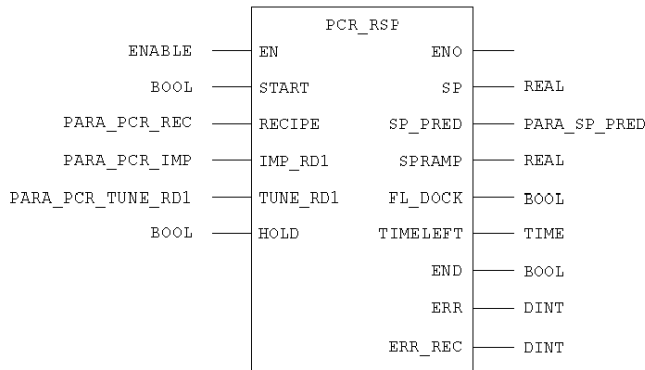 PCR_RSP
ENABLE EN ENO
BOOL START SP REAL
PARA_PCR_REC RECIPE SP_PRED PARA_SP_PRED
PARA_PCR_IMP IMP_RD1 SPRAMP REAL
PARA_PCR_TUNE_RD1 TUNE_RD1 FL_DOCK BOOL
BOOL HOLD TIMELEFT TIME
END BOOL
ERR DINT
ERR_REC DINT